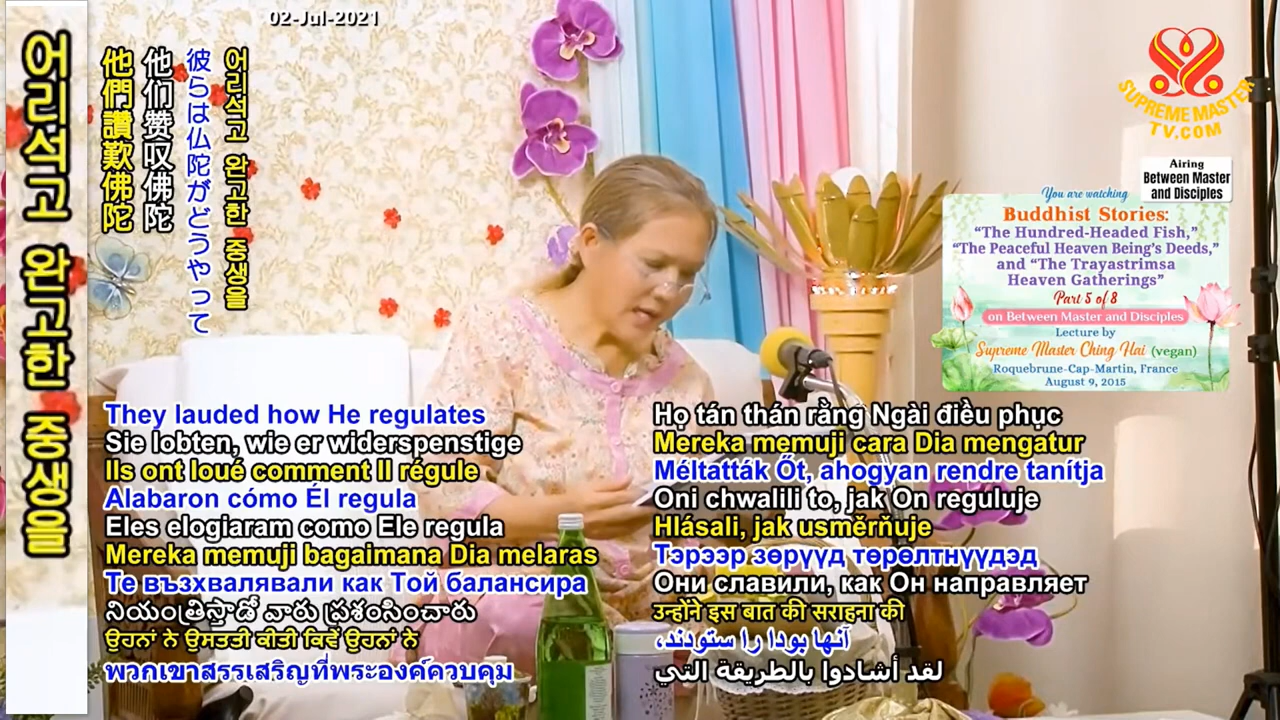 02-Jul-2021
어리석고 완고한 중생을
他們讚歎佛陀
他们赞叹佛陀
彼らは仏陀がどうやって
어리석고 완고한 중생을
SUPREME MASTER
TV.COM
Airing
Between Master
and Disciples
You are watching
Buddhist Stories:
“The Hundred-Headed Fish,”
“The Peaceful Heaven Being’s Deeds,”
and “The Trayastrimsa
Heaven Gatherings”
Part 5 of 8
on Between Master and Disciples
Lecture by
Supreme Master Ching Hai (vegan)
Roquebrune-Cap-Martin, France
August 9, 2015
They lauded how He regulates
Sie lobten, wie er widerspenstige
Ils ont loué comment Il régule
Alabaron cómo Él regula
Eles elogiaram como Ele regula
Mereka memuji bagaimana Dia melaras
Те възхвалявали как Той балансира
నియంత్రిస్తాడో వారు ప్రశంసించారు
ਉਹਨਾਂ ਨੇ ਉਸਤਤੀ ਕੀਤੀ ਕਿਵੇਂ ਉਹਨਾਂ ਨੇ
พวกเขาสรรเสริญที่พระองค์ควบคุม
Họ tán thán rằng Ngài điều phục
Mereka memuji cara Dia mengatur
Méltatták Őt, ahogyan rendre tanítja
Oni chwalili to, jak On reguluje
Hlásali, jak usměrňuje
Тэрээр зөрүүд төрөлтнүүдэд
Они славили, как Он направляет
उन्होंने इस बात की सराहना की
آنها بودا را ستودند،
لقد أشادوا بالطريقة التي